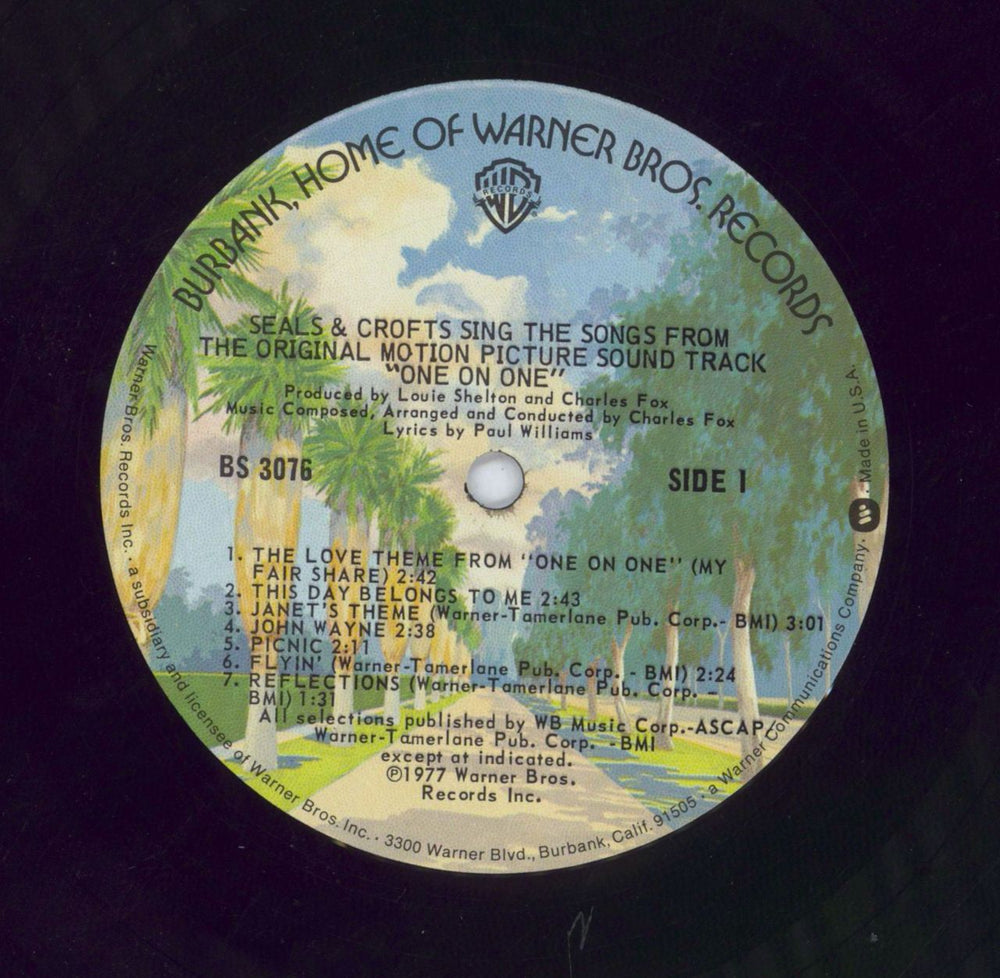 BURBANK, HOME OF WARNER BROS. RECORDS
WB
RECORDS
SEALS & CROFTS SING THE SONGS FROM
THE ORIGINAL MOTION PICTURE SOUND TRACK
"ONE ON ONE"
Produced by Louie Shelton and Charles Fox
Music Composed, Arranged and Conducted by Charles Fox
Lyrics by Paul Williams
BS 3076 SIDE 1
1. THE LOVE THEME FROM "ONE ON ONE" (MY
FAIR SHARE) 2:42
2. THIS DAY BELONGS TO ME 2:43
3. JANET'S THEME (Warner-Tamerlane Pub. Corp.- BMI) 3:01
4. JOHN WAYNE 2:38
5. PICNIC 2:11
6. FLYIN' (Warner-Tamerlane Pub. Corp. - BMI) 2:24
7. REFLECTIONS (Warner-Tamerlane Pub. Corp. -
BMI) 1:31
All selections published by WB Music Corp.-ASCAP/
Warner-Tamerlane Pub. Corp. -BMI
except at indicated.
℗1977 Warner Bros.
Records Inc.
Warner Bros. Records Inc. · a subsidiary and licensee of Warner Bros. Inc. · 3300 Warner Blvd., Burbank, Calif. 91505 · a Warner Communications Company · Made in U.S.A.